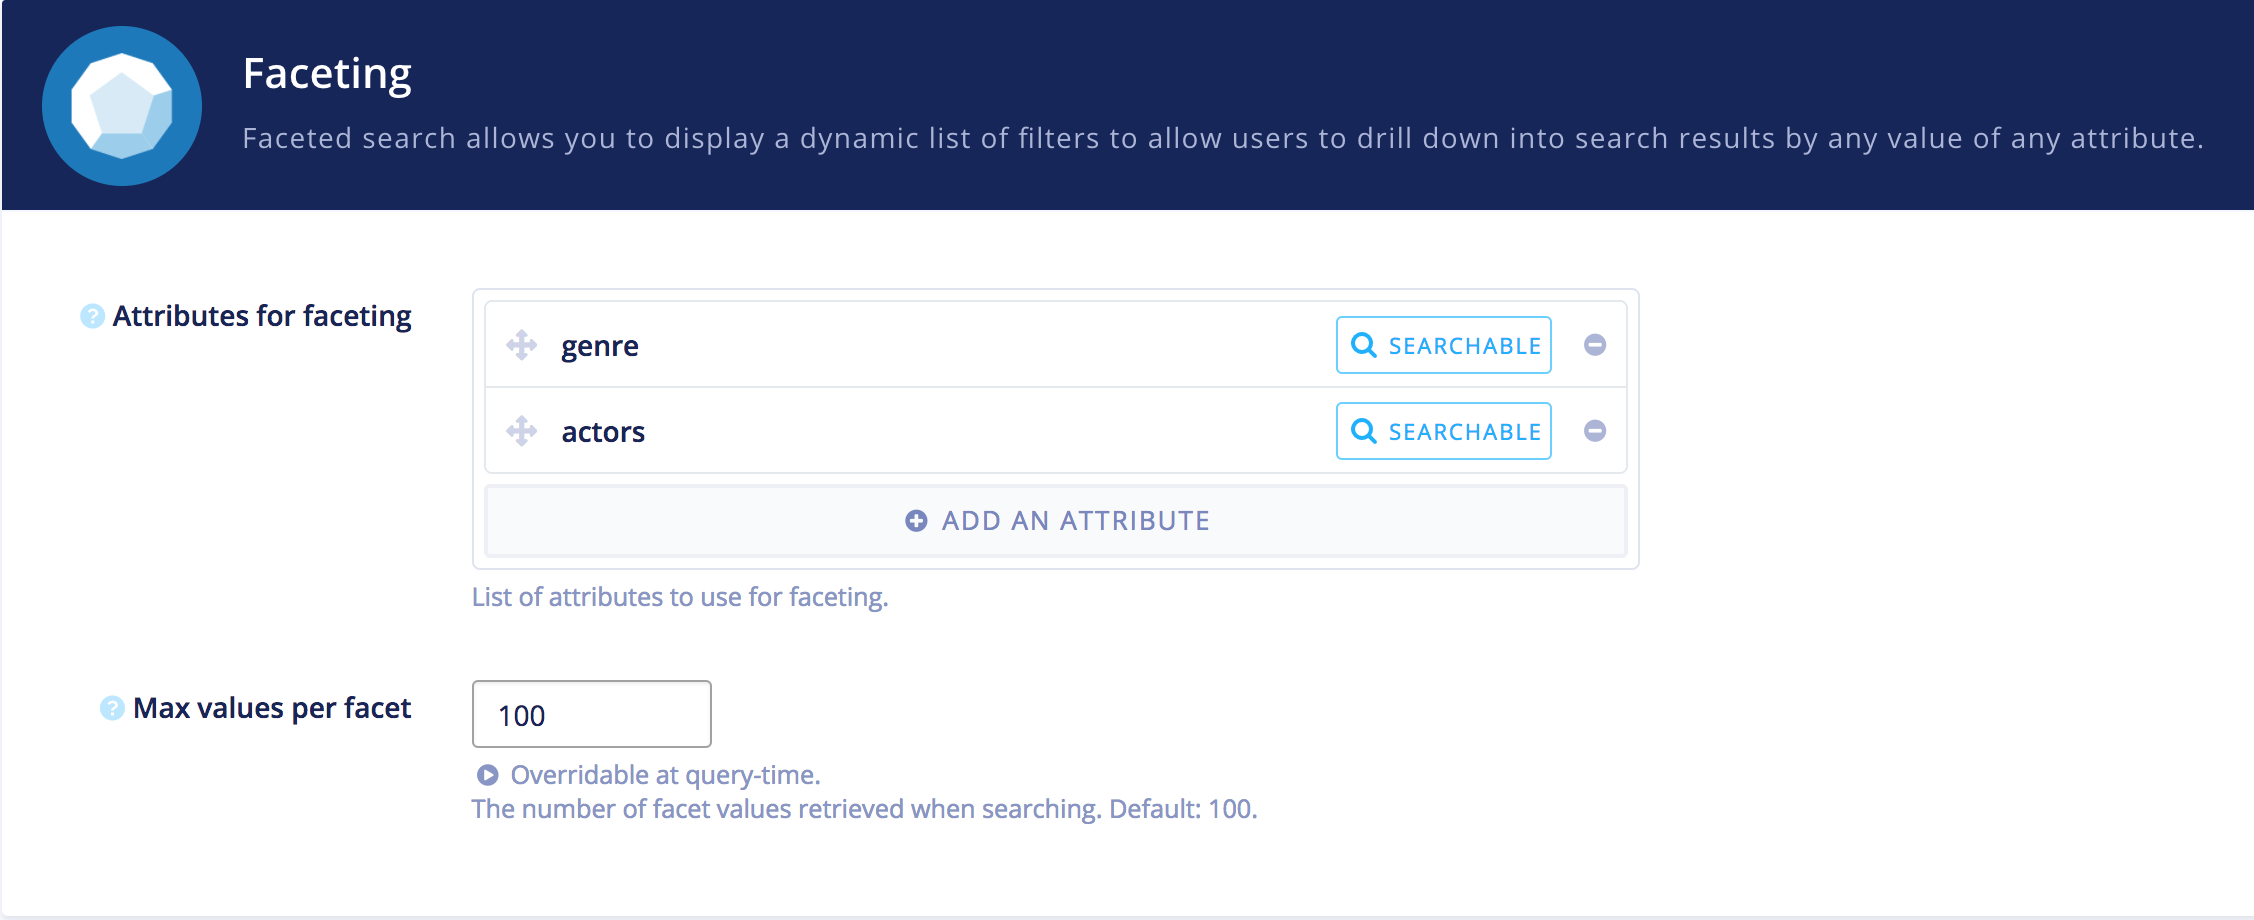 Faceting
Faceted search allows you to display a dynamic list of filters to allow users to drill down into search results by any value of any attribute.
? Attributes for faceting
genre
SEARCHABLE
actors
SEARCHABLE
ADD AN ATTRIBUTE
List of attributes to use for faceting.
? Max values per facet
100
Overridable at query-time.
The number of facet values retrieved when searching. Default: 100.